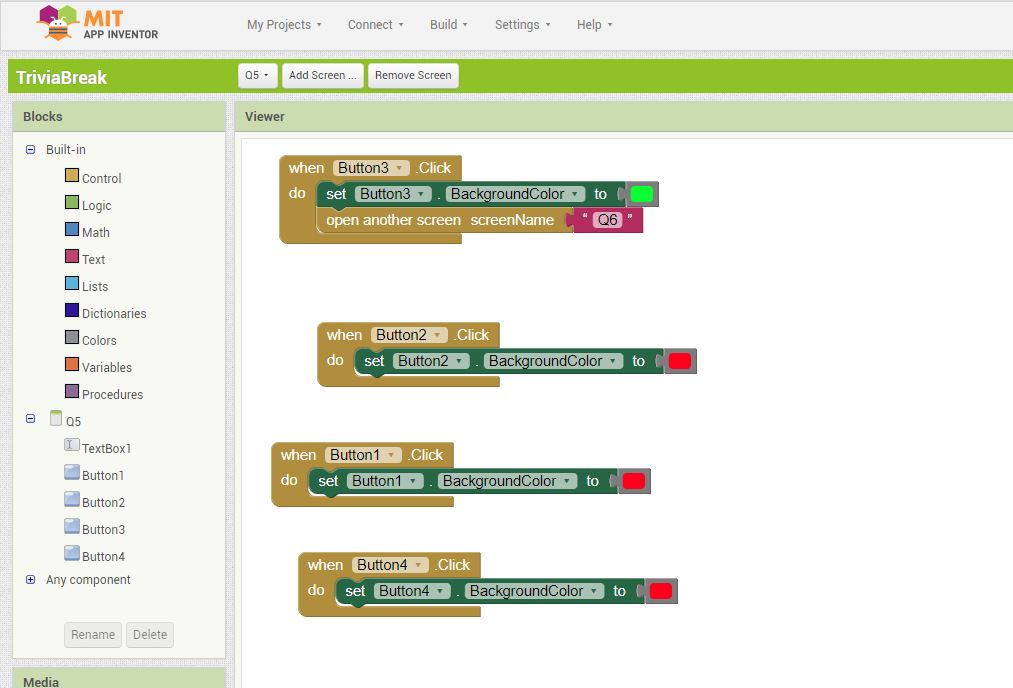 MIT
APP INVENTOR
My Projects Connect Build Settings Help
TriviaBreak
Q5 Add Screen ... Remove Screen
Blocks
Viewer
Built-in
Control
Logic
Math
Text
Lists
Dictionaries
Colors
Variables
Procedures
Q5
TextBox1
Button1
Button2
Button3
Button4
Any component
Rename Delete
Media
when Button3 .Click
do set Button3 . BackgroundColor to
open another screen screenName “ Q6 ”
when Button2 .Click
do set Button2 . BackgroundColor to
when Button1 .Click
do set Button1 . BackgroundColor to
when Button4 .Click
do set Button4 . BackgroundColor to